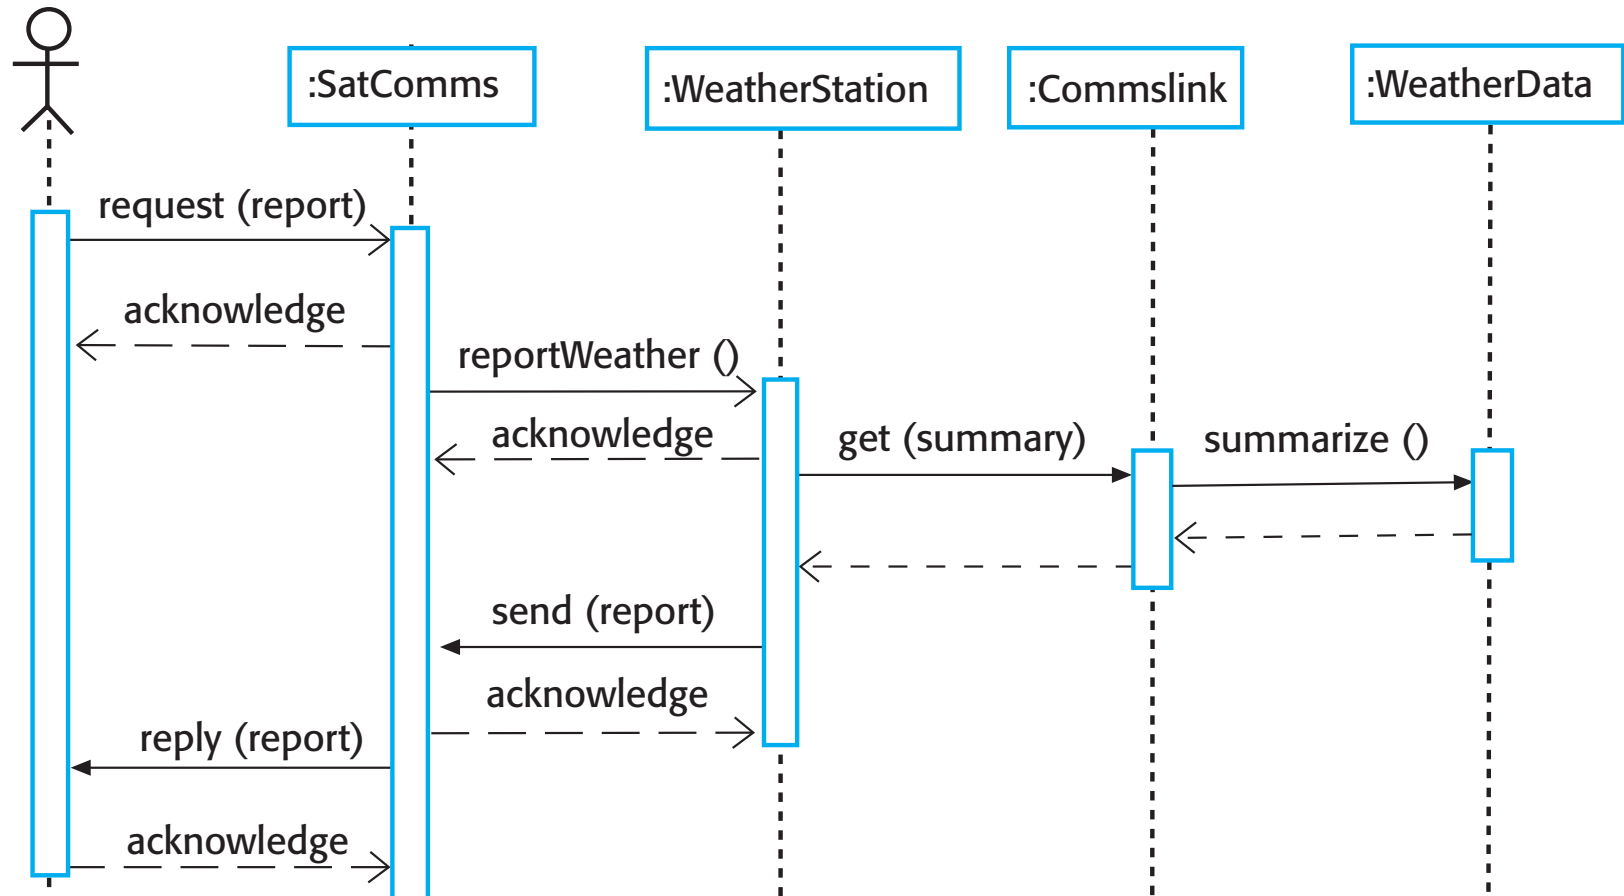 :SatComms
:WeatherStation
:Commslink
:WeatherData
request (report)
acknowledge
reportWeather ()
acknowledge
get (summary)
summarize ()
send (report)
acknowledge
reply (report)
acknowledge